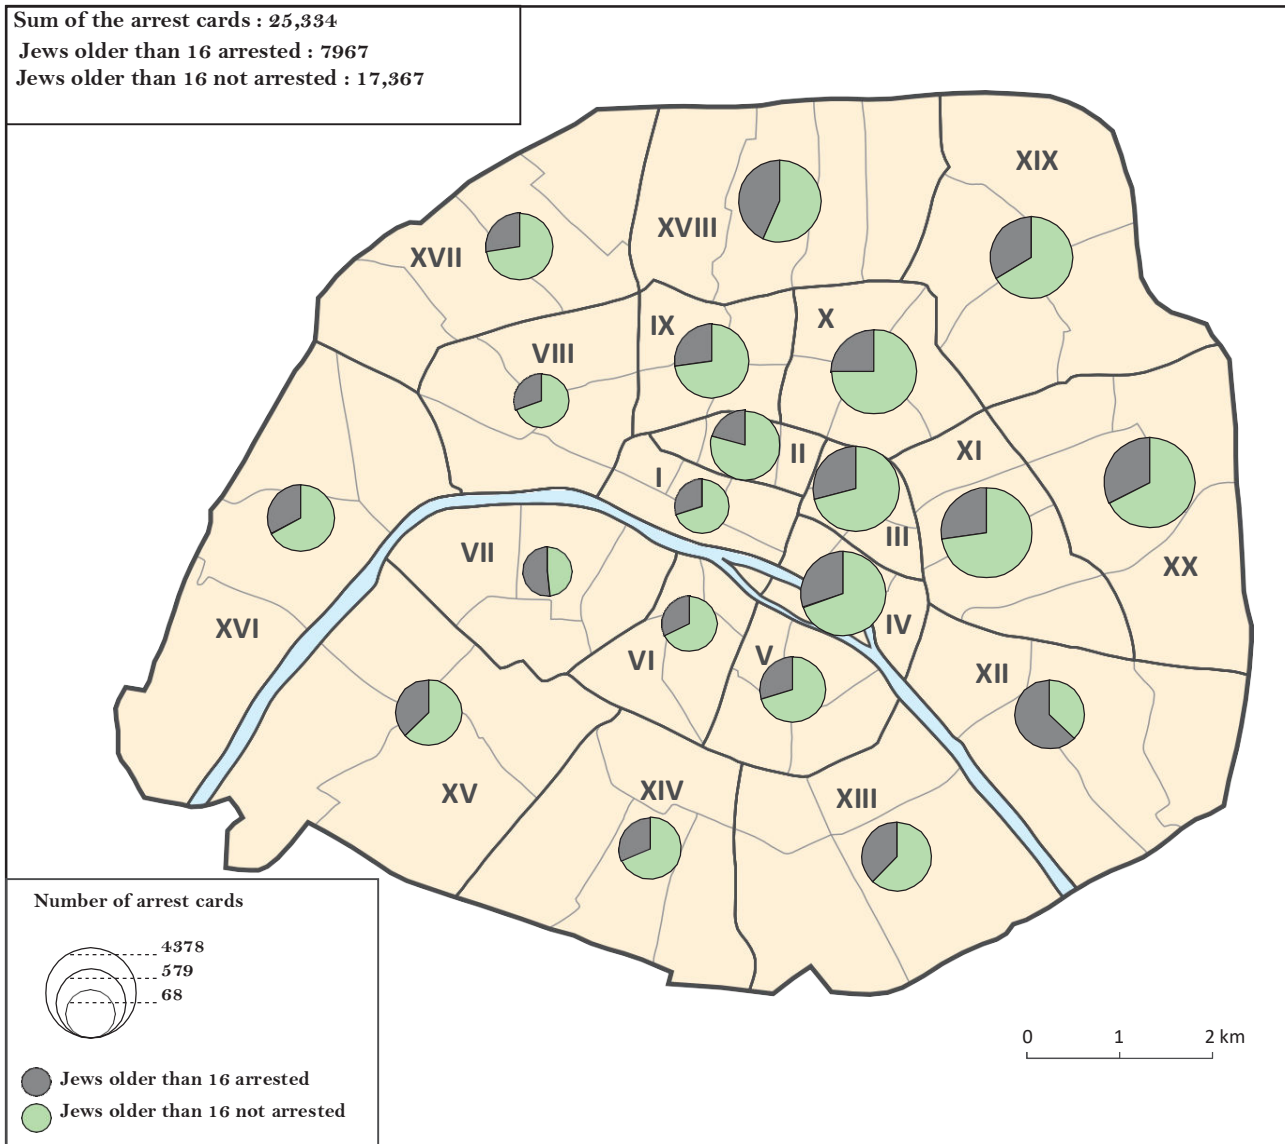 Sum of the arrest cards : 25,334
Jews older than 16 arrested : 7967
Jews older than 16 not arrested : 17,367
XIX
XVIII
XVII
IX
X
VIII
XI
II
I
III
VII
XX
XVI
IV
VI
V
XII
XV
XIV
XIII
Number of arrest cards
4378
579
68
0 1 2 km
Jews older than 16 arrested
Jews older than 16 not arrested